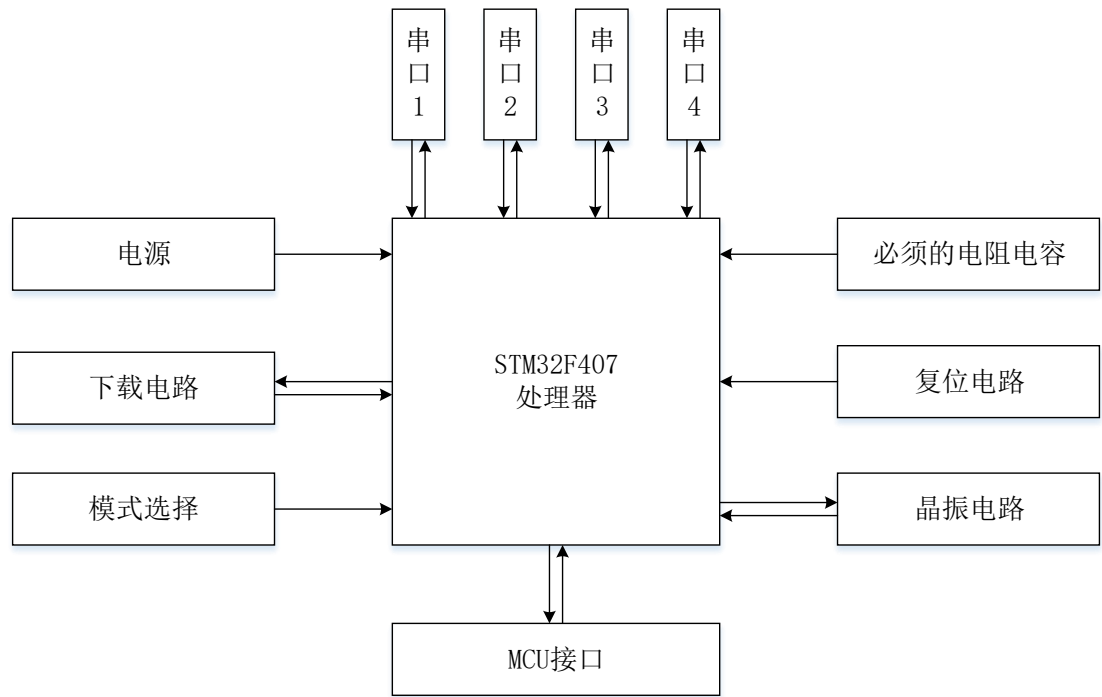 串口1
串口2
串口3
串口4
电源
必须的电阻电容
STM32F407
处理器
下载电路
复位电路
模式选择
晶振电路
MCU接口